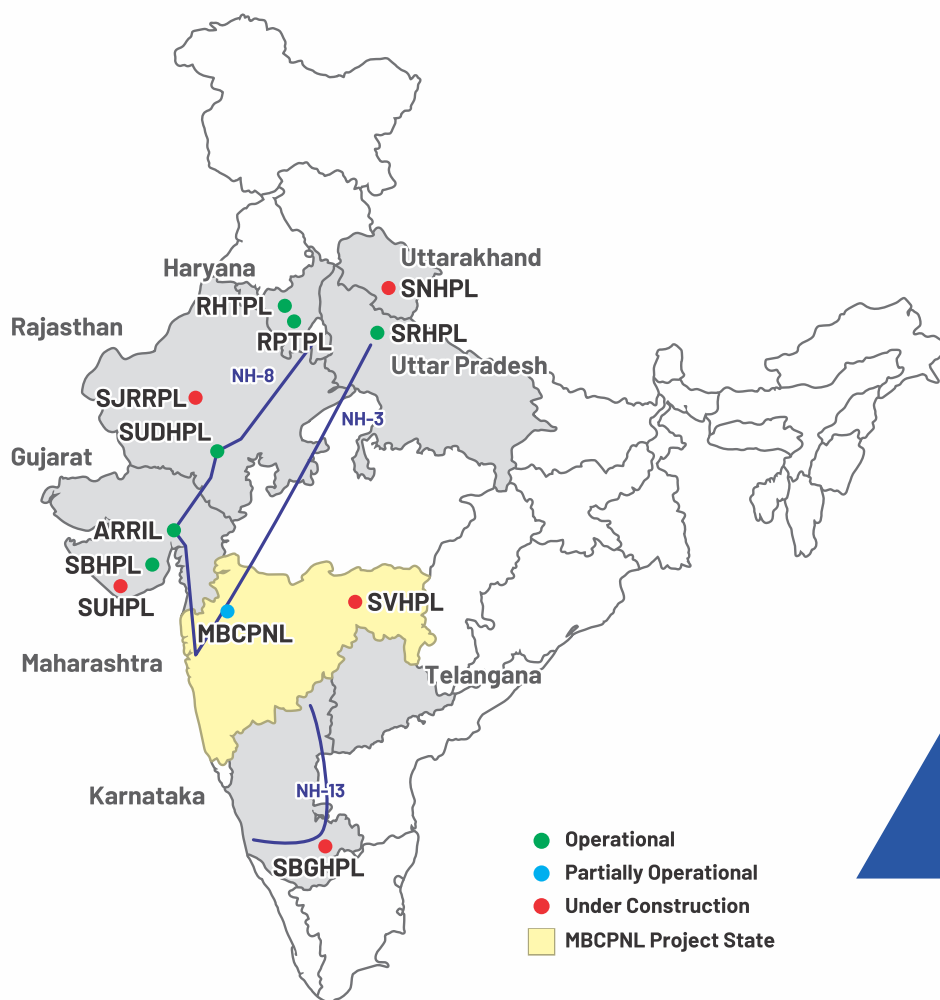 Uttarakhand
Haryana
SNHPL
RHTPL
Rajasthan
SRHPL
RPTPL
Uttar Pradesh
NH-8
SJRRPL
NH-3
SUDHPL
Gujarat
ARRIL
SBHPL
SUHPL
SVHPL
MBCPNL
Maharashtra
Telangana
NH-13
Karnataka
SBGHPL
Operational
Partially Operational
Under Construction
MBCPNL Project State